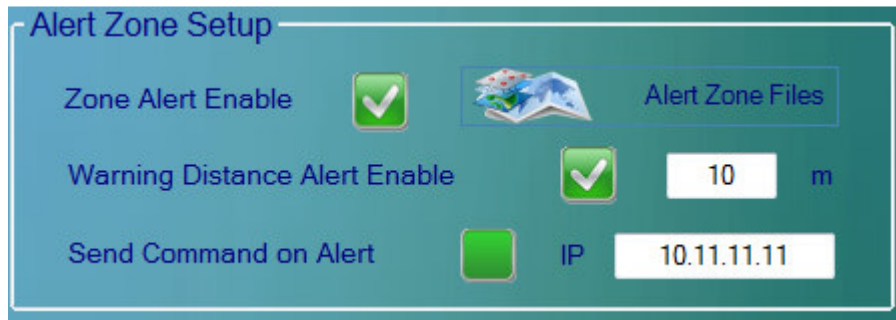 Alert Zone Setup
Zone Alert Enable Alert Zone Files
Warning Distance Alert Enable 10 m
Send Command on Alert IP 10.11.11.11